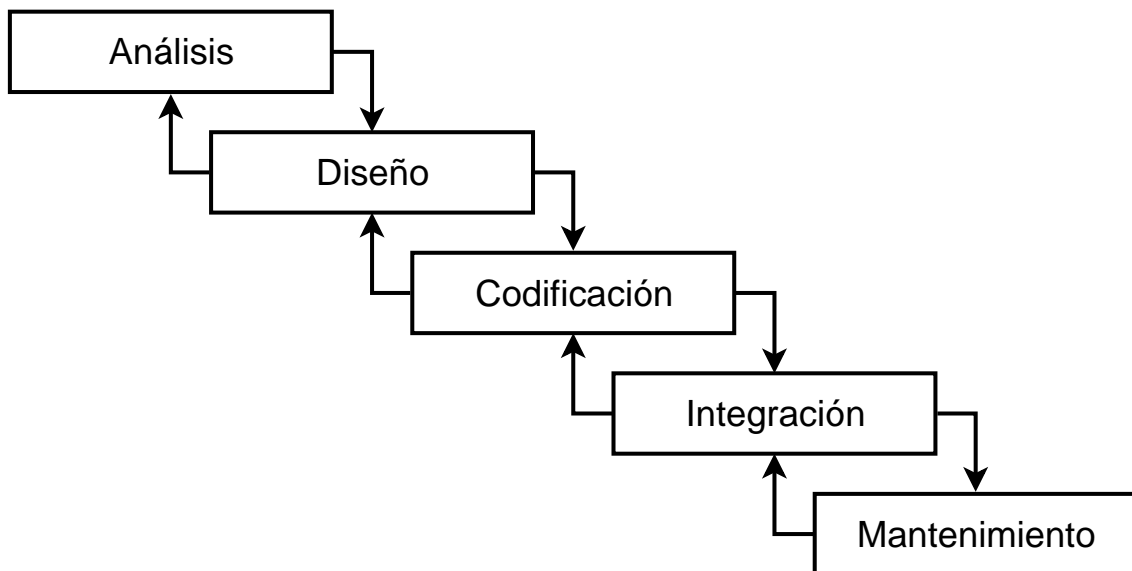 Análisis
Diseño
Codificación
Integración
Mantenimiento